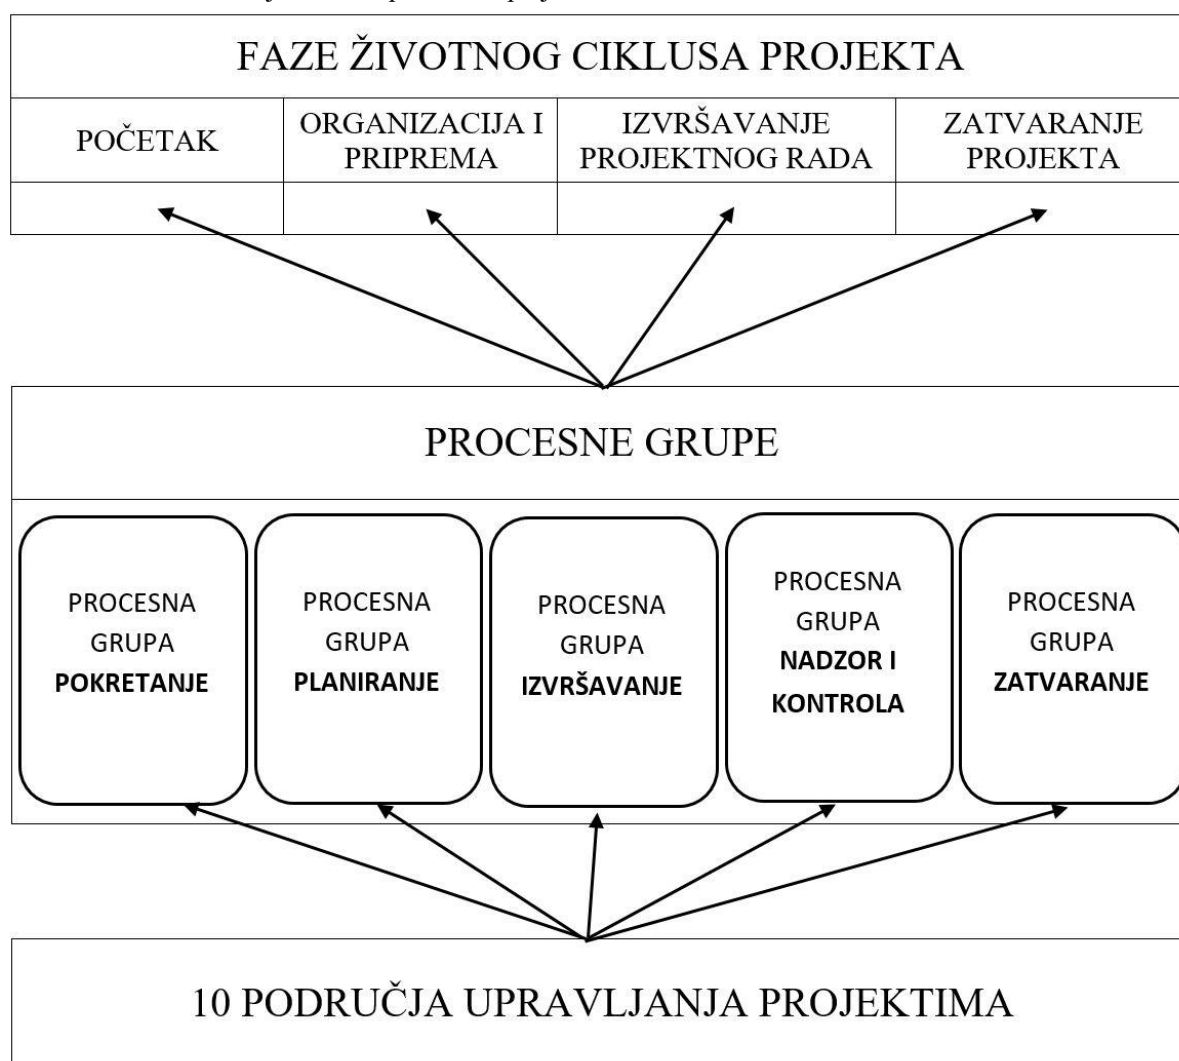 FAZE ŽIVOTNOG CIKLUSA PROJEKTA
POČETAK
ORGANIZACIJA I
PRIPREMA
IZVRŠAVANJE
PROJEKTNOG RADA
ZATVARANJE
PROJEKTA
PROCESNE GRUPE
PROCESNA
GRUPA
POKRETANJE
PROCESNA
GRUPA
PLANIRANJE
PROCESNA
GRUPA
IZVRŠAVANJE
PROCESNA
GRUPA
NADZOR I
KONTROLA
PROCESNA
GRUPA
ZATVARANJE
10 PODRUČJA UPRAVLJANJA PROJEKTIMA